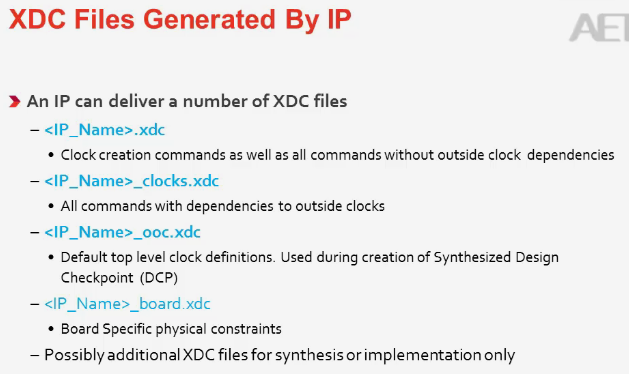 XDC Files Generated By IP
AE
An IP can deliver a number of XDC files
– <IP_Name>.xdc
• Clock creation commands as well as all commands without outside clock dependencies
– <IP_Name>_clocks.xdc
• All commands with dependencies to outside clocks
– <IP_Name>_ooc.xdc
• Default top level clock definitions. Used during creation of Synthesized Design
Checkpoint (DCP)
– <IP_Name>_board.xdc
• Board Specific physical constraints
– Possibly additional XDC files for synthesis or implementation only